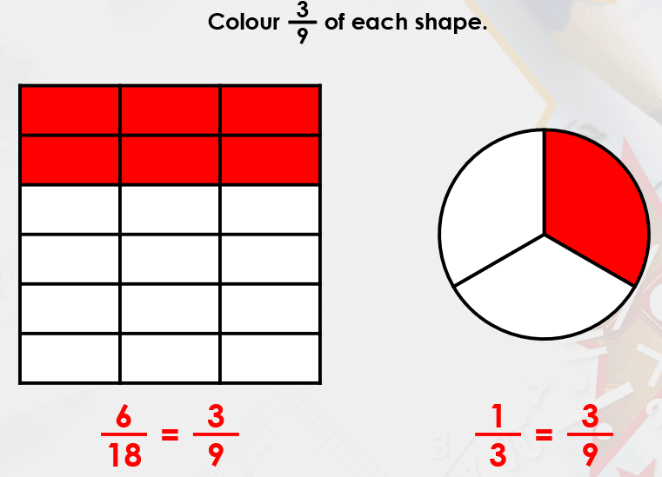 Colour 3/9 of each shape.
6/18 = 3/9
1/3 = 3/9